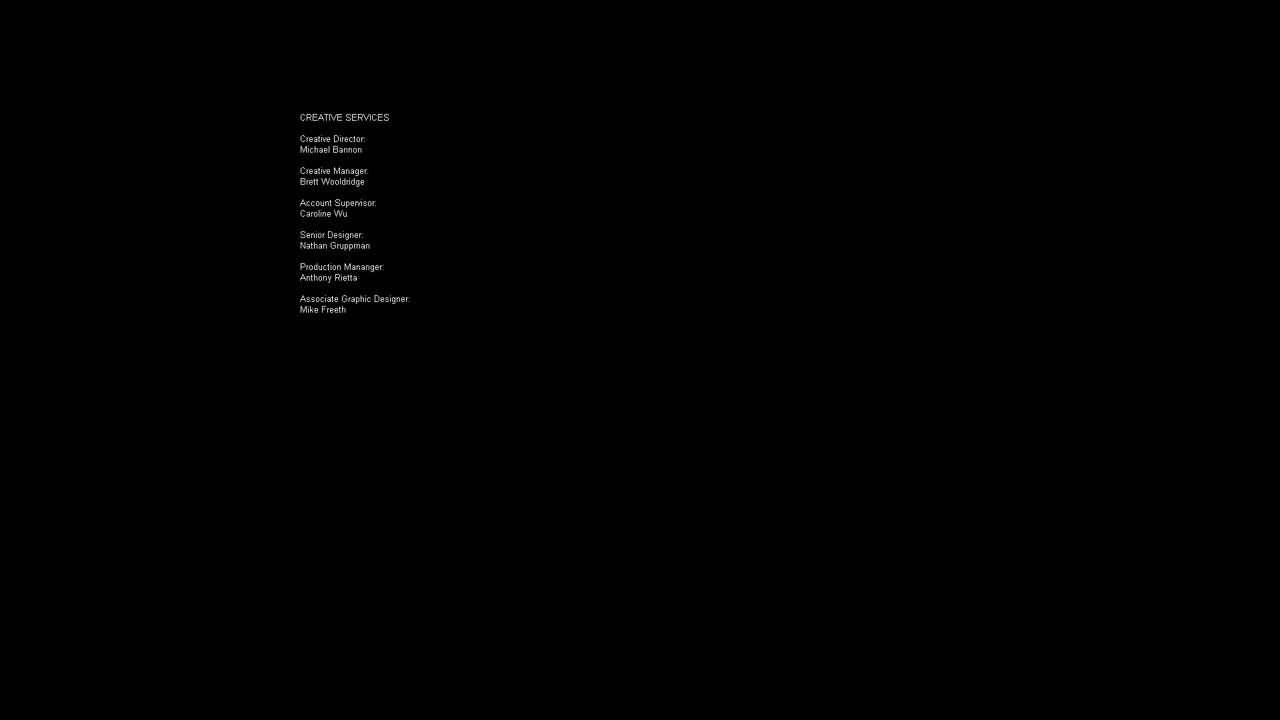 CREATIVE SERVICES
Creative Director:
Michael Bannon
Creative Manager:
Brett Wooldridge
Account Supervisor:
Caroline Wu
Senior Designer:
Nathan Gruppman
Production Mananger:
Anthony Rietta
Associate Graphic Designer:
Mike Freeth